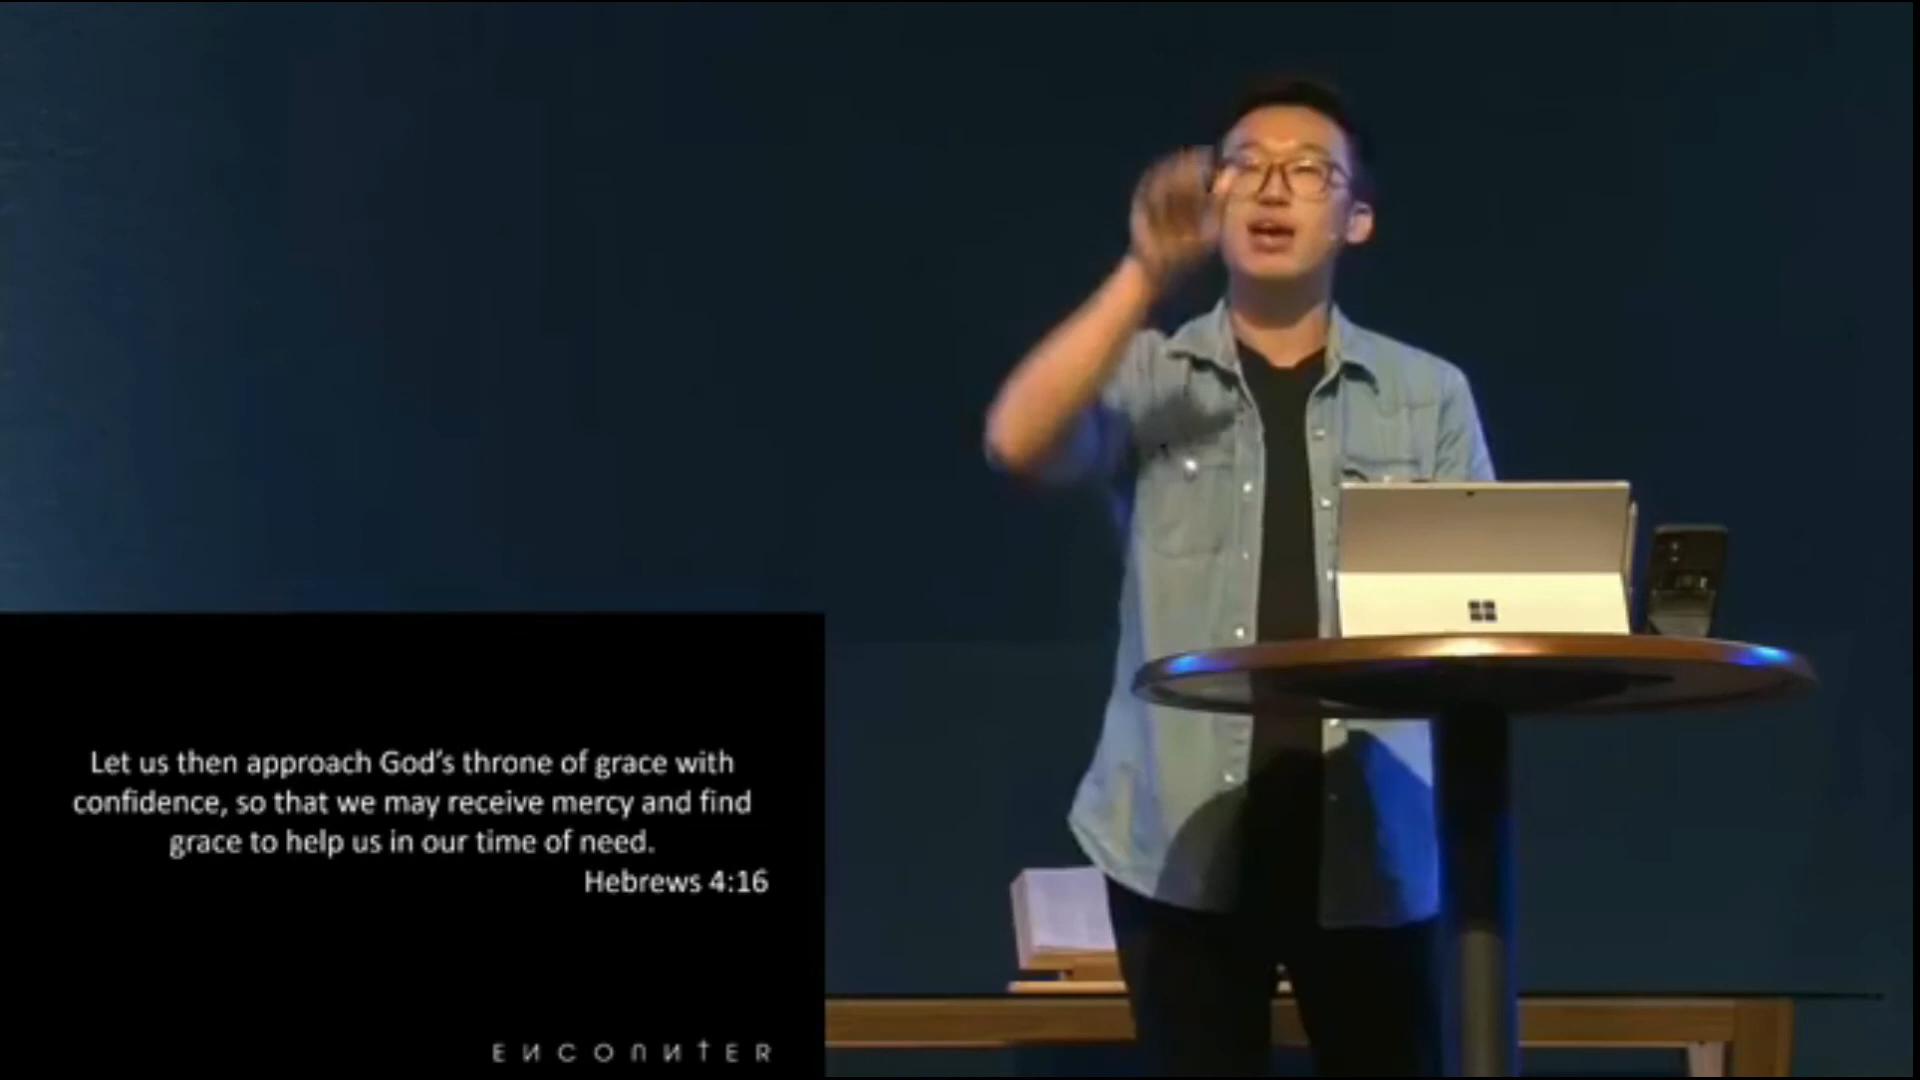 Let us then approach God’s throne of grace with
confidence, so that we may receive mercy and find
grace to help us in our time of need.
Hebrews 4:16
ENCOUNTER